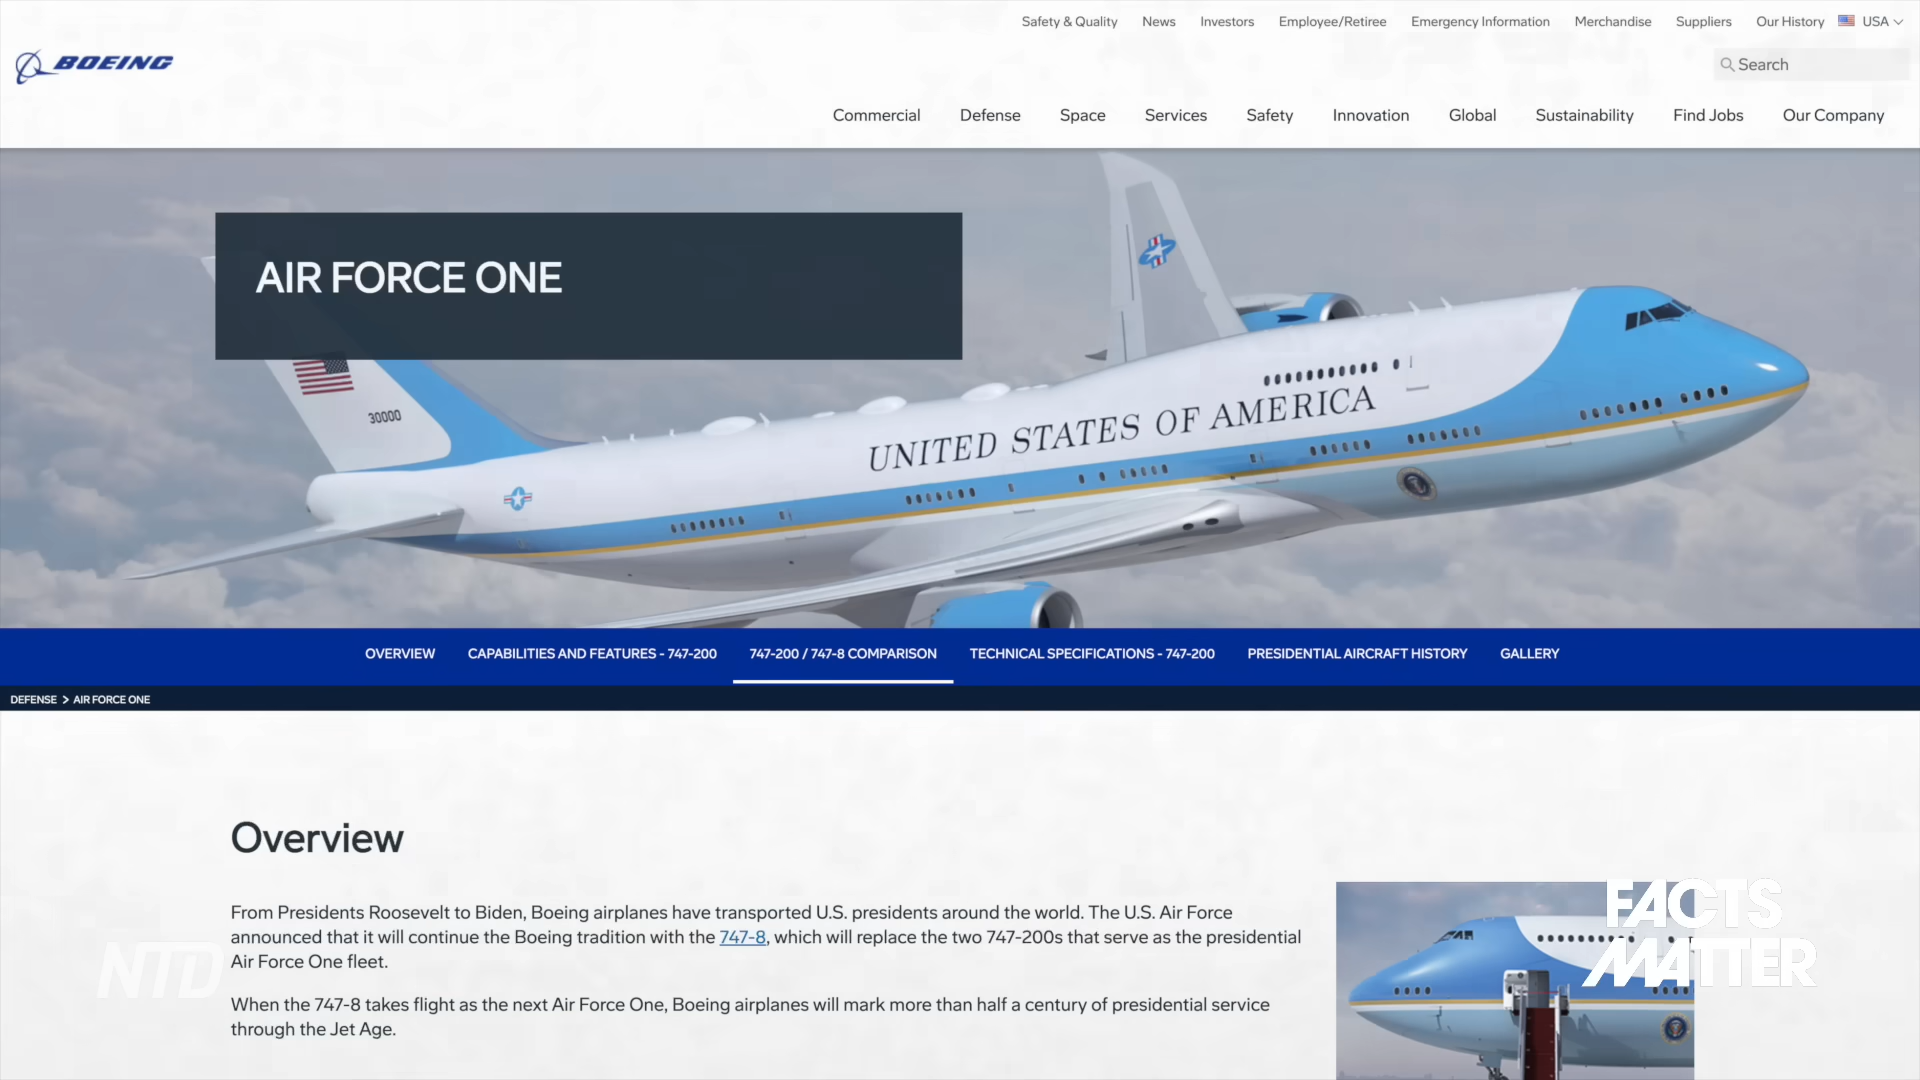 Safety & Quality News Investors Employee/Retiree Emergency Information Merchandise Suppliers Our History USA
BOEING
Search
Commercial Defense Space Services Safety Innovation Global Sustainability Find Jobs Our Company
AIR FORCE ONE
30000
UNITED STATES OF AMERICA
OVERVIEW CAPABILITIES AND FEATURES - 747-200 747-200 / 747-8 COMPARISON TECHNICAL SPECIFICATIONS - 747-200 PRESIDENTIAL AIRCRAFT HISTORY GALLERY
DEFENSE > AIR FORCE ONE
Overview
From Presidents Roosevelt to Biden, Boeing airplanes have transported U.S. presidents around the world. The U.S. Air Force
announced that it will continue the Boeing tradition with the 747-8, which will replace the two 747-200s that serve as the presidential
Air Force One fleet.
When the 747-8 takes flight as the next Air Force One, Boeing airplanes will mark more than half a century of presidential service
through the Jet Age.
NTD
FACTS
MATTER